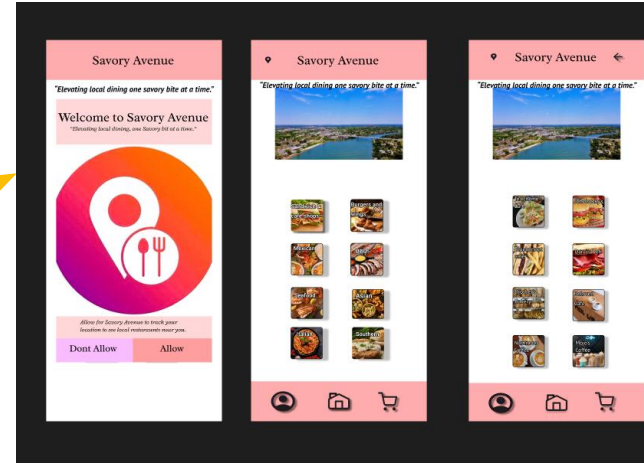 Savory Avenue
"Elevating local dining one savory bite at a time."
Welcome to Savory Avenue
"Elevating local dining, one Savory bit at a time."
Allow for Savory Avenue to track your
location to see local restaurants near you.
Dont Allow
Allow
Savory Avenue
"Elevating local dining one savory bite at a time."
Burgers and
Mexican
BBQ
Seafood
Asian
Italian
Southern
Savory Avenue
"Elevating local dining one savory bite at a time."
Coffee